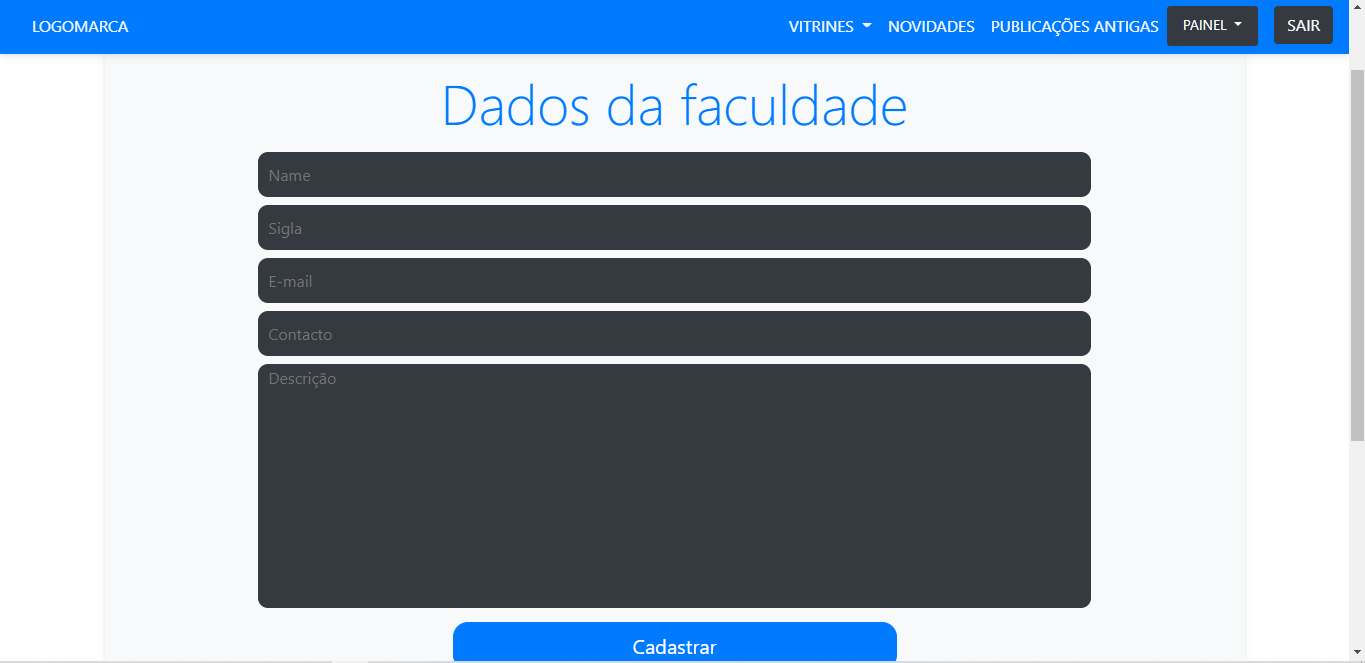 LOGOMARCA VITRINES NOVIDADES PUBLICAÇÕES ANTIGAS PAINEL SAIR
Dados da faculdade
Name
Sigla
E-mail
Contacto
Descrição
Cadastrar